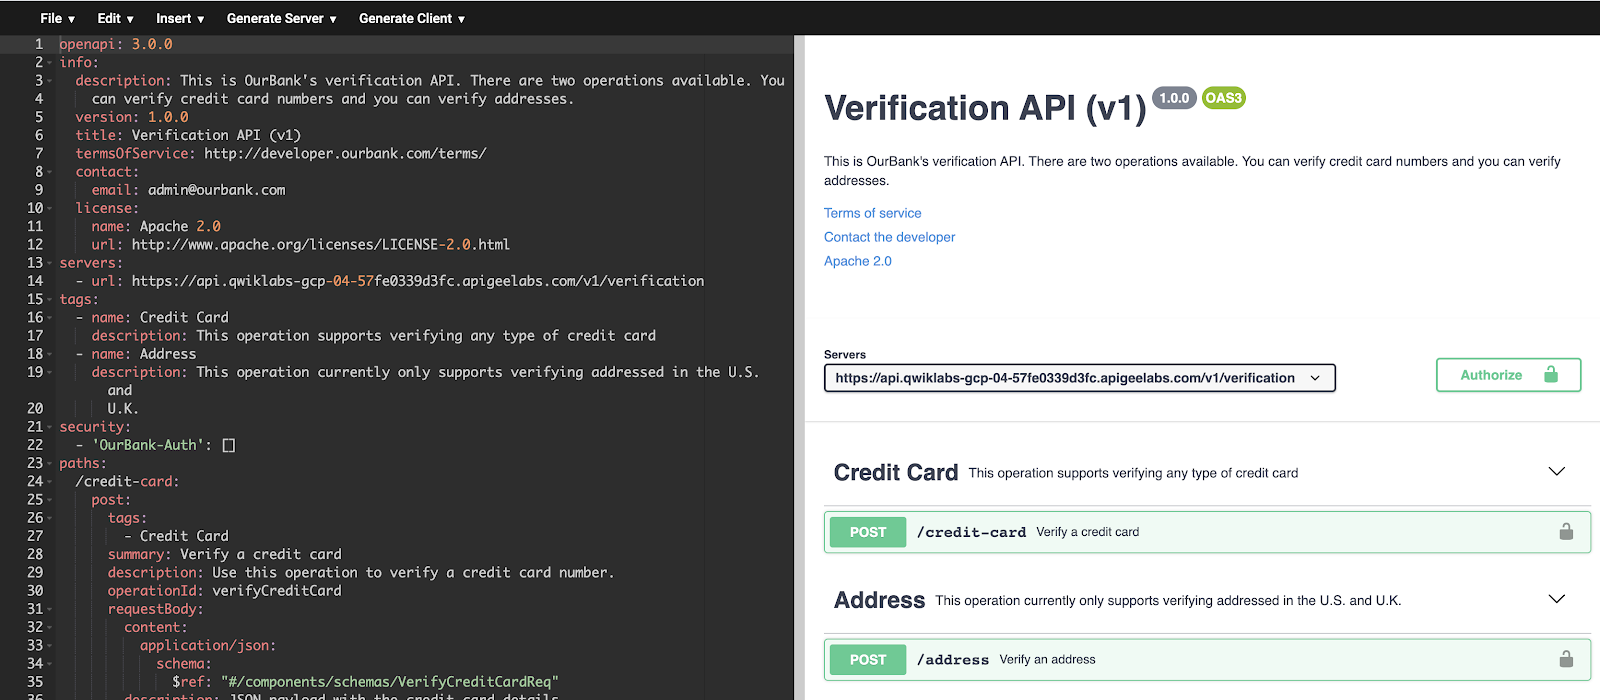 File ▼ Edit ▼ Insert ▼ Generate Server ▼ Generate Client ▼
1 openapi: 3.0.0
2 info:
3 description: This is OurBank's verification API. There are two operations available. You
4 can verify credit card numbers and you can verify addresses.
5 version: 1.0.0
6 title: Verification API (v1)
7 termsOfService: http://developer.ourbank.com/terms/
8 contact:
9 email: admin@ourbank.com
10 license:
11 name: Apache 2.0
12 url: http://www.apache.org/licenses/LICENSE-2.0.html
13 servers:
14 - url: https://api.qwiklabs-gcp-04-57fe0339d3fc.apigeelabs.com/v1/verification
15 tags:
16 - name: Credit Card
17 description: This operation supports verifying any type of credit card
18 - name: Address
19 description: This operation currently only supports verifying addressed in the U.S.
and
20 U.K.
21 security:
22 - 'OurBank-Auth': []
23 paths:
24 /credit-card:
25 post:
26 tags:
27 - Credit Card
28 summary: Verify a credit card
29 description: Use this operation to verify a credit card number.
30 operationId: verifyCreditCard
31 requestBody:
32 content:
33 application/json:
34 schema:
35 $ref: "#/components/schemas/VerifyCreditCardReq"
36 description: JSON payload with the credit card details
Verification API (v1) 1.0.0 OAS3
This is OurBank's verification API. There are two operations available. You can verify credit card numbers and you can verify
addresses.
Terms of service
Contact the developer
Apache 2.0
Servers
https://api.qwiklabs-gcp-04-57fe0339d3fc.apigeelabs.com/v1/verification
Authorize
Credit Card This operation supports verifying any type of credit card
POST /credit-card Verify a credit card
Address This operation currently only supports verifying addressed in the U.S. and U.K.
POST /address Verify an address